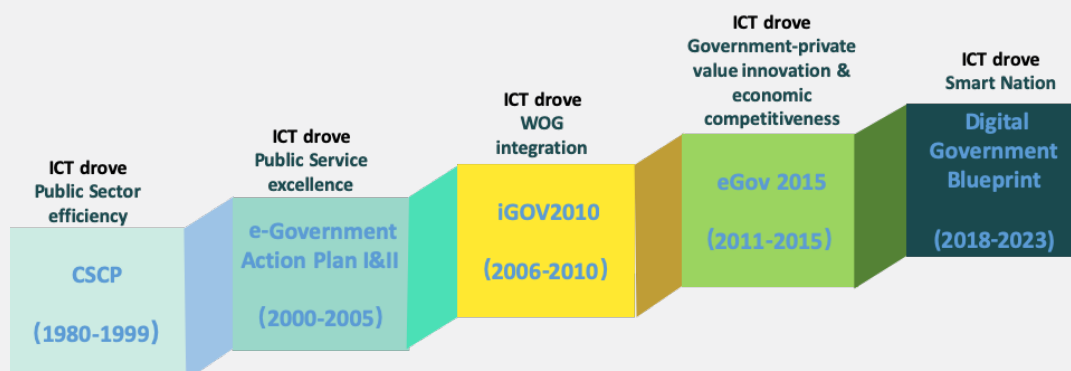 ICT drove
Public Sector
efficiency
CSCP
(1980-1999)
ICT drove
Public Service
excellence
e-Government
Action Plan I&II
(2000-2005)
ICT drove
WOG
integration
iGOV2010
(2006-2010)
ICT drove
Government-private
value innovation &
economic
competitiveness
eGov 2015
(2011-2015)
ICT drove
Smart Nation
Digital
Government
Blueprint
(2018-2023)